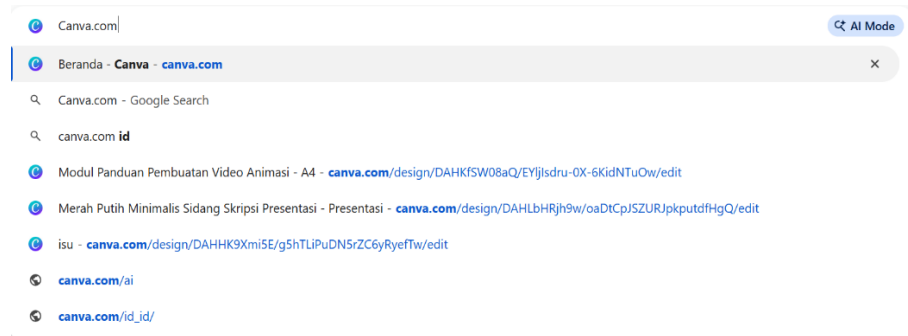 Canva.com AI Mode
Beranda - Canva - canva.com
Canva.com - Google Search
canva.com id
Modul Panduan Pembuatan Video Animasi - A4 - canva.com/design/DAHKfSW08aQ/EYljIsdru-0X-6KidNTuOw/edit
Merah Putih Minimalis Sidang Skripsi Presentasi - Presentasi - canva.com/design/DAHLbHRjh9w/oaDtCpJSZURJpkputdfHgQ/edit
isu - canva.com/design/DAHHK9Xmi5E/g5hTLiPuDN5rZC6yRyefTw/edit
canva.com/ai
canva.com/id_id/